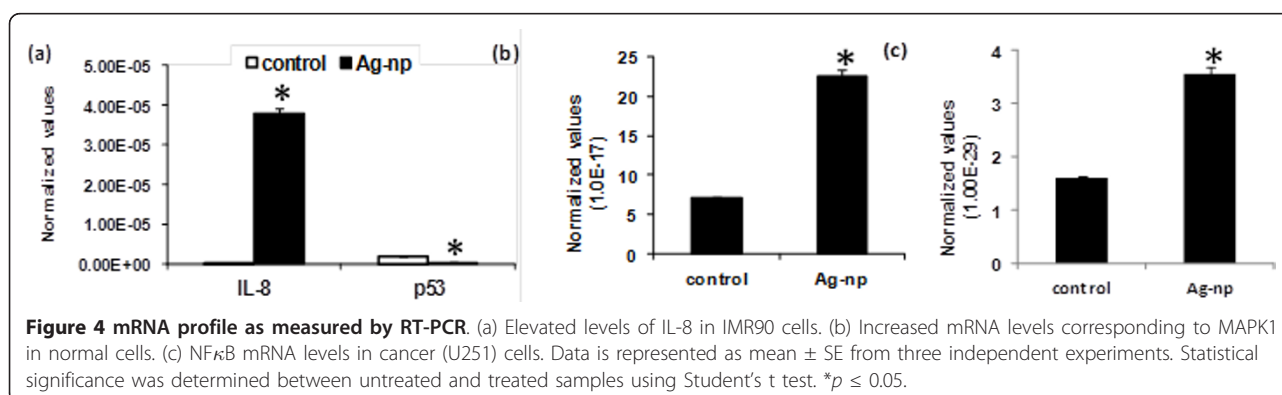 (a)
control Ag-np
Normalized values
5.00E-05
4.00E-05
3.00E-05
2.00E-05
1.00E-05
0.00E+00
*
*
IL-8 p53
(b)
Normalized values
(1.0E-17)
25
20
15
10
5
0
*
control Ag-np
(c)
Normalized values
(1.00E-29)
4
3
2
1
0
*
control Ag-np
Figure 4 mRNA profile as measured by RT-PCR. (a) Elevated levels of IL-8 in IMR90 cells. (b) Increased mRNA levels corresponding to MAPK1
in normal cells. (c) NFκB mRNA levels in cancer (U251) cells. Data is represented as mean ± SE from three independent experiments. Statistical
significance was determined between untreated and treated samples using Student's t test. *p ≤ 0.05.